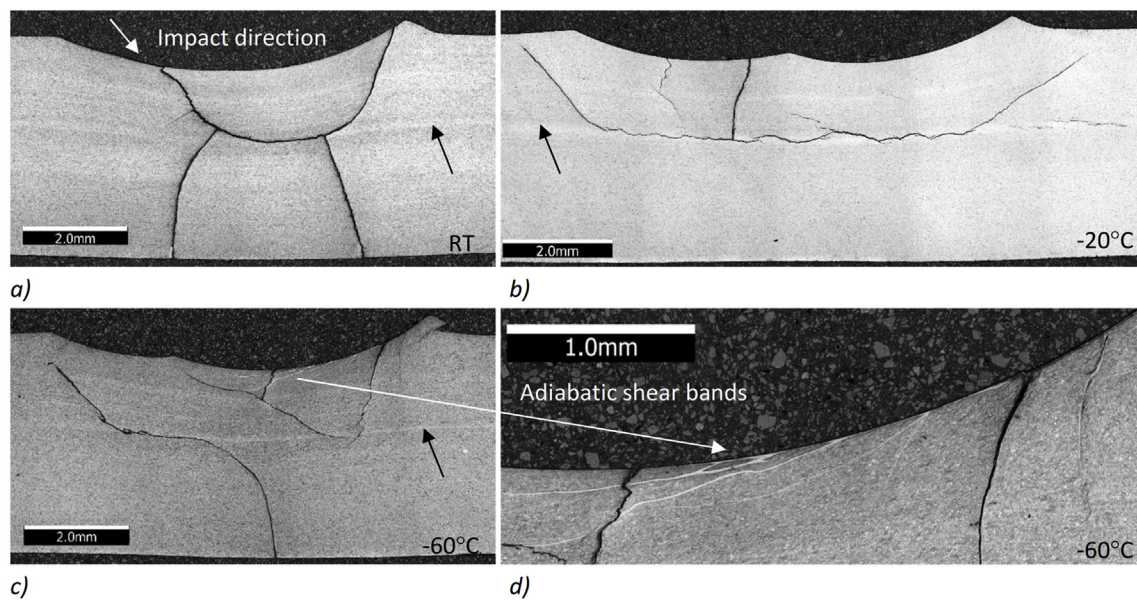 Impact direction
2.0mm
RT
2.0mm
-20°C
a)
b)
2.0mm
-60°C
1.0mm
Adiabatic shear bands
-60°C
c)
d)